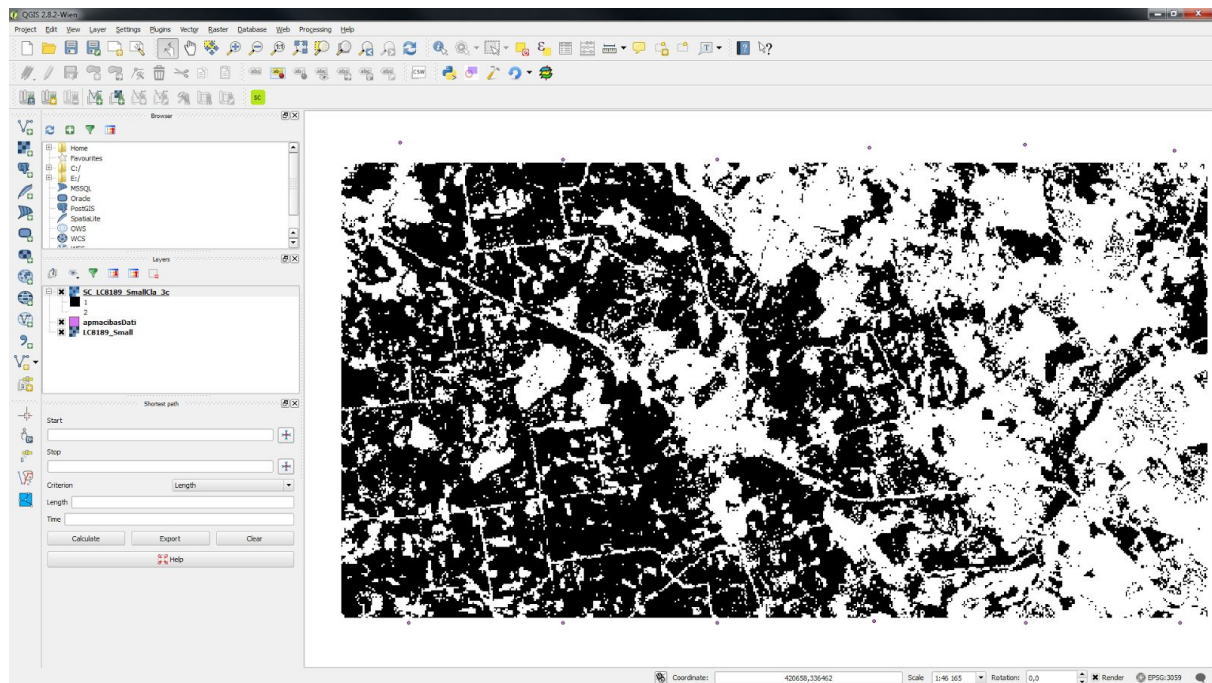 QGIS 2.8.2-Wien
Project Edit View Layer Settings Plugins Vector Raster Database Web Processing Help
CSW
SC
Browser
Home
Favourites
C:/
E:/
MSSQL
Oracle
PostGIS
SpatiaLite
OWS
WCS
Layers
SC_LC8189_SmallCla_3c
1
2
apmacibasDati
LC8189_Small
Shortest path
Start
Stop
Criterion Length
Length
Time
Calculate Export Clear
Help
Coordinate: 420658,336462 Scale 1:46 165 Rotation: 0,0 Render EPSG:3059